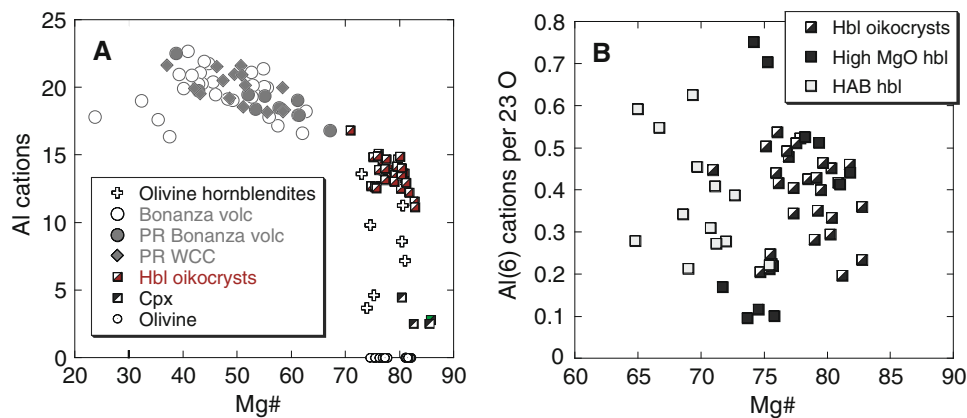 A
25
20
15
10
5
0
Al cations
20 30 40 50 60 70 80 90
Mg#
Olivine hornblendites
Bonanza volc
PR Bonanza volc
PR WCC
Hbl oikocrysts
Cpx
Olivine
B
0.8
0.7
0.6
0.5
0.4
0.3
0.2
0.1
0
Al(6) cations per 23 O
60 65 70 75 80 85 90
Mg#
Hbl oikocrysts
High MgO hbl
HAB hbl